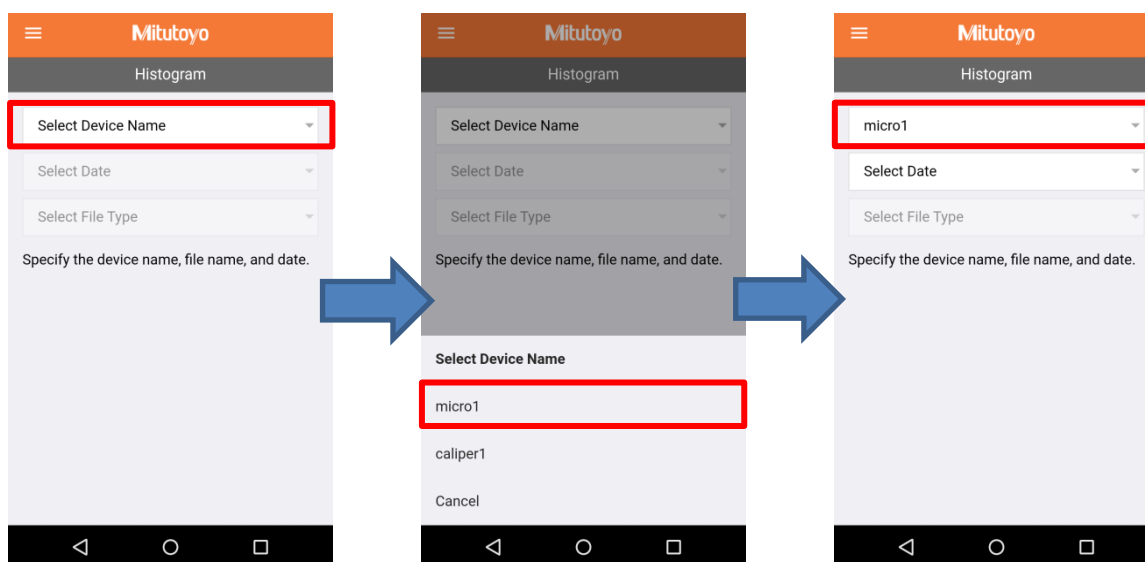 Mitutoyo
Histogram
Select Device Name
Select Date
Select File Type
Specify the device name, file name, and date.
Mitutoyo
Histogram
Select Device Name
Select Date
Select File Type
Specify the device name, file name, and date.
Select Device Name
micro1
caliper1
Cancel
Mitutoyo
Histogram
micro1
Select Date
Select File Type
Specify the device name, file name, and date.